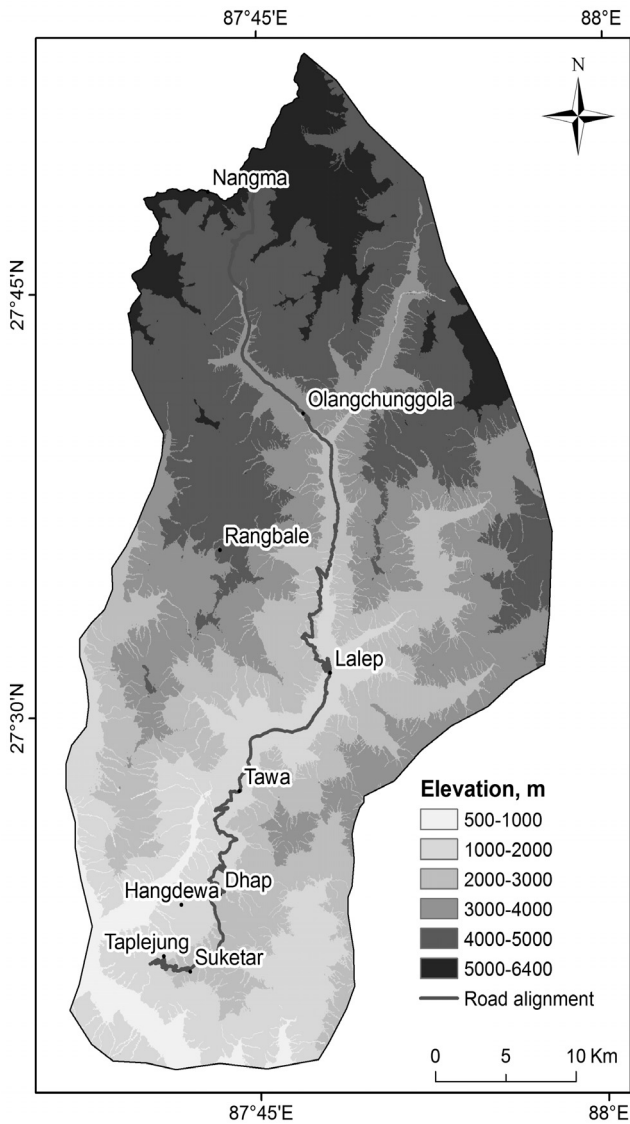 87°45'E
88°E
N
Nangma
27°45'N
Olangchunggola
Rangbale
Lalep
27°30'N
Tawa
Elevation, m
500-1000
1000-2000
2000-3000
3000-4000
4000-5000
5000-6400
Road alignment
Dhap
Hangdewa
Taplejung
Suketar
0 5 10 Km
87°45'E
88°E